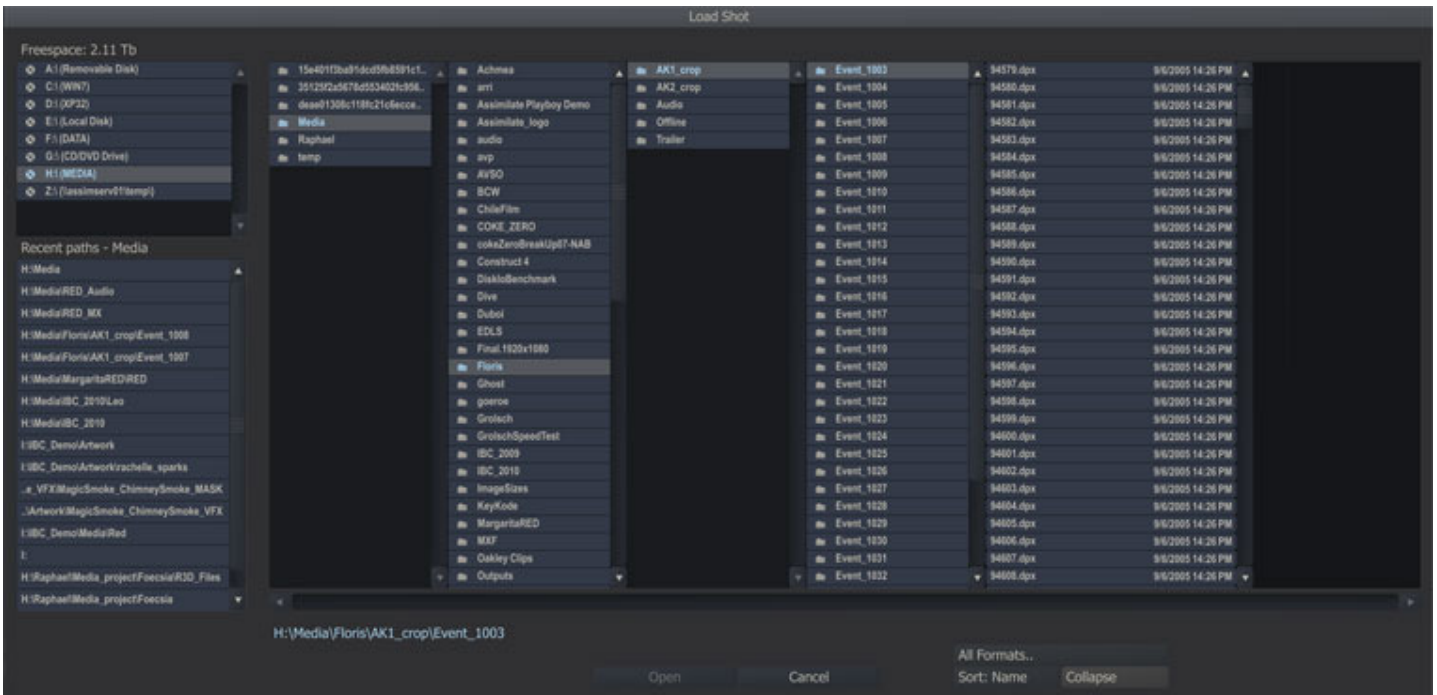 Load Shot
Freespace: 2.11 Tb
A:\ (Removable Disk)
C:\ (WIN7)
D:\ (XP32)
E:\ (Local Disk)
F:\ (DATA)
G:\ (CD/DVD Drive)
H:\ (MEDIA)
Z:\ (\\assimserv01\temp\)
Recent paths - Media
H:\Media
H:\Media\RED_Audio
H:\Media\RED_MX
H:\Media\Floris\AK1_crop\Event_1008
H:\Media\Floris\AK1_crop\Event_1007
H:\Media\MargaritaRED\RED
H:\Media\IBC_2010\Leo
H:\Media\IBC_2010
I:\IBC_Demo\Artwork
I:\IBC_Demo\Artwork\rachelle_sparks
..e_VFX\MagicSmoke_ChimneySmoke_MASK
..\Artwork\MagicSmoke_ChimneySmoke_VFX
I:\IBC_Demo\Media\Red
I:
H:\Raphael\Media_project\Foecsia\R3D_Files
H:\Raphael\Media_project\Foecsia
Media
Raphael
temp
Achmea
arri
Assimilate Playboy Demo
Assimilate_logo
audio
avp
AVSO
BCW
ChileFilm
COKE_ZERO
cokeZeroBreakUp07-NAB
Construct 4
DiskIoBenchmark
Dive
Duboi
EDLS
Final.1920x1080
Floris
Ghost
goeroe
Grolsch
GrolschSpeedTest
IBC_2009
IBC_2010
ImageSizes
KeyKode
MargaritaRED
MXF
Oakley Clips
Outputs
AK1_crop
AK2_crop
Audio
Offline
Trailer
Event_1003
Event_1004
Event_1005
Event_1006
Event_1007
Event_1008
Event_1009
Event_1010
Event_1011
Event_1012
Event_1013
Event_1014
Event_1015
Event_1016
Event_1017
Event_1018
Event_1019
Event_1020
Event_1021
Event_1022
Event_1023
Event_1024
Event_1025
Event_1026
Event_1027
Event_1028
Event_1029
Event_1030
Event_1031
Event_1032
94579.dpx 9/6/2005 14:26 PM
94580.dpx 9/6/2005 14:26 PM
94581.dpx 9/6/2005 14:26 PM
94582.dpx 9/6/2005 14:26 PM
94583.dpx 9/6/2005 14:26 PM
94584.dpx 9/6/2005 14:26 PM
94585.dpx 9/6/2005 14:26 PM
94586.dpx 9/6/2005 14:26 PM
94587.dpx 9/6/2005 14:26 PM
94588.dpx 9/6/2005 14:26 PM
94589.dpx 9/6/2005 14:26 PM
94590.dpx 9/6/2005 14:26 PM
94591.dpx 9/6/2005 14:26 PM
94592.dpx 9/6/2005 14:26 PM
94593.dpx 9/6/2005 14:26 PM
94594.dpx 9/6/2005 14:26 PM
94595.dpx 9/6/2005 14:26 PM
94596.dpx 9/6/2005 14:26 PM
94597.dpx 9/6/2005 14:26 PM
94598.dpx 9/6/2005 14:26 PM
94599.dpx 9/6/2005 14:26 PM
94600.dpx 9/6/2005 14:26 PM
94601.dpx 9/6/2005 14:26 PM
94602.dpx 9/6/2005 14:26 PM
94603.dpx 9/6/2005 14:26 PM
94604.dpx 9/6/2005 14:26 PM
94605.dpx 9/6/2005 14:26 PM
94606.dpx 9/6/2005 14:26 PM
94607.dpx 9/6/2005 14:26 PM
94608.dpx 9/6/2005 14:26 PM
H:\Media\Floris\AK1_crop\Event_1003
All Formats..
Open
Cancel
Sort: Name
Collapse